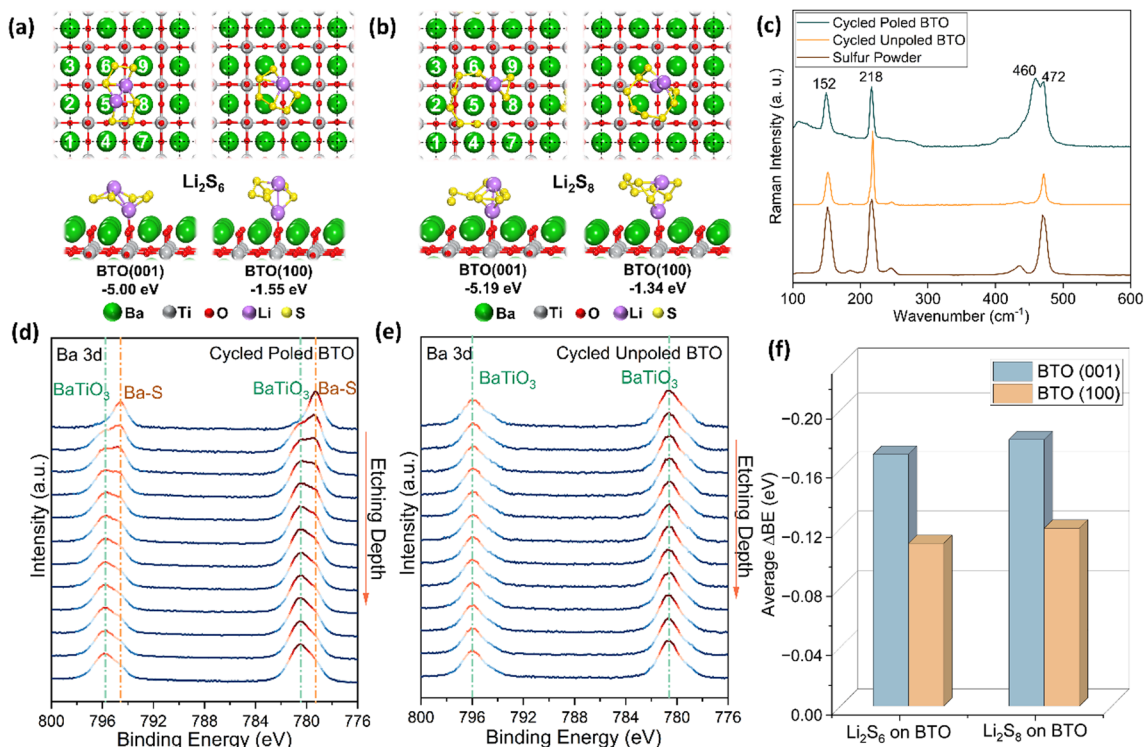 (a)
3 6 9
2 5 8
1 4 7
Li₂S₆
BTO(001)
-5.00 eV
BTO(100)
-1.55 eV
Ba Ti O Li S
(b)
3 6 9
2 5 8
1 4 7
Li₂S₈
BTO(001)
-5.19 eV
BTO(100)
-1.34 eV
Ba Ti O Li S
(c)
Cycled Poled BTO
Cycled Unpoled BTO
Sulfur Powder
152
218
460
472
Raman Intensity (a. u.)
100 200 300 400 500 600
Wavenumber (cm⁻¹)
(d)
Ba 3d
Cycled Poled BTO
BaTiO₃
Ba-S
BaTiO₃
Ba-S
Intensity (a.u.)
Etching Depth
800 796 792 788 784 780 776
Binding Energy (eV)
(e)
Ba 3d
Cycled Unpoled BTO
BaTiO₃
BaTiO₃
Intensity (a.u.)
Etching Depth
800 796 792 788 784 780 776
Binding Energy (eV)
(f)
BTO (001)
BTO (100)
Average ΔBE (eV)
-0.20
-0.16
-0.12
-0.08
-0.04
0.00
Li₂S₆ on BTO
Li₂S₈ on BTO